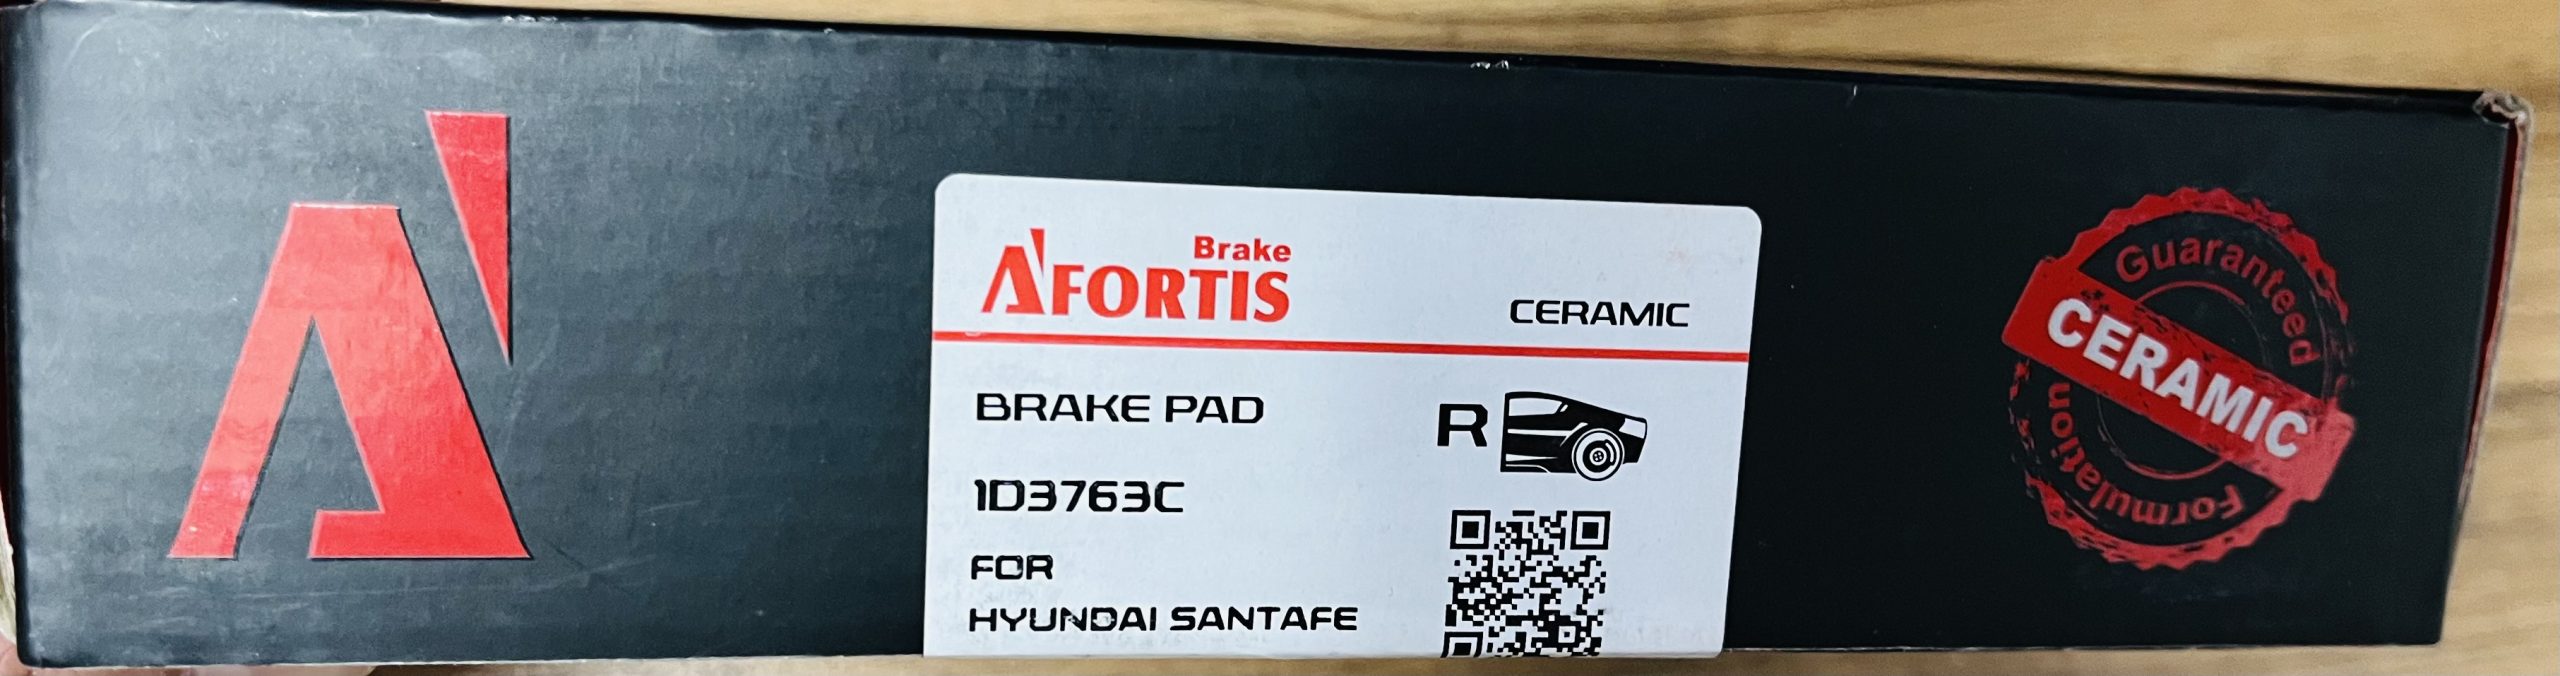 Brake
AFORTIS
CERAMIC
BRAKE PAD
R
1D3763C
FOR
HYUNDAI SANTAFE
Guaranteed
CERAMIC
Formulation